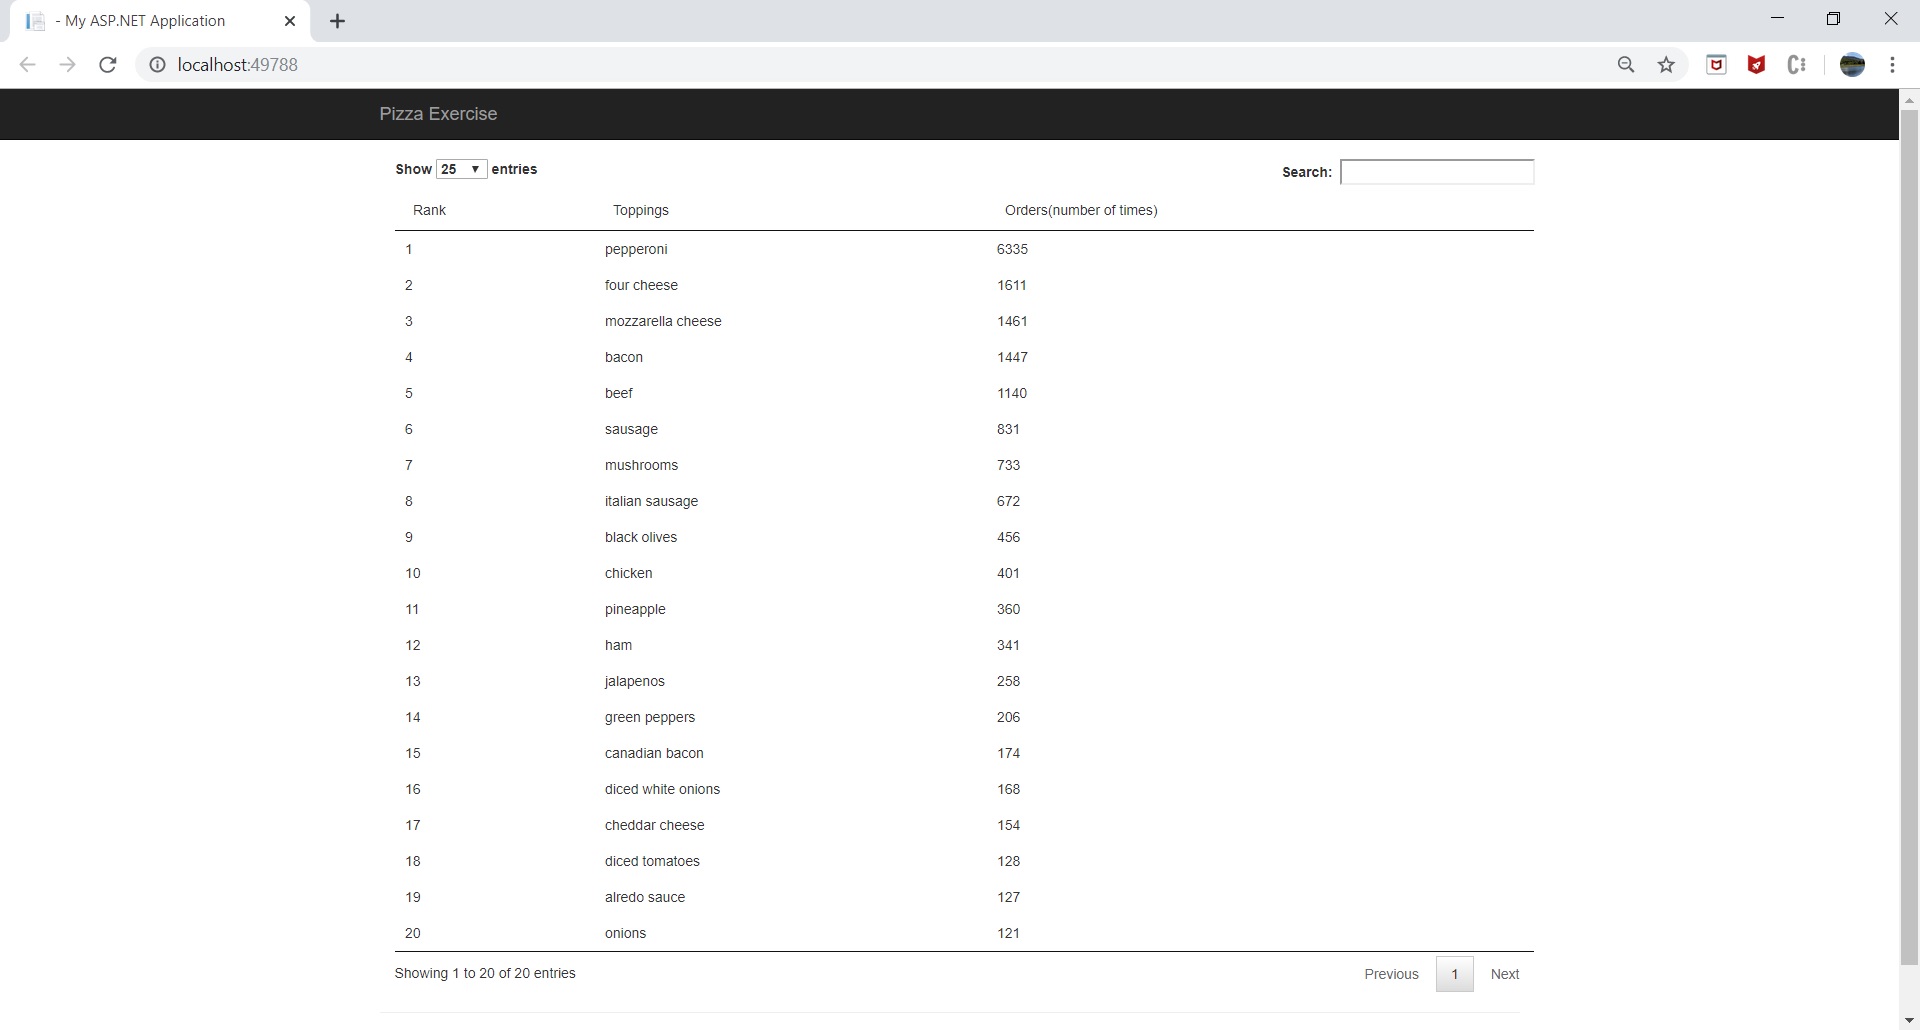 - My ASP.NET Application
localhost:49788
Pizza Exercise
Show 25 entries Search:
Rank Toppings Orders(number of times)
1 pepperoni 6335
2 four cheese 1611
3 mozzarella cheese 1461
4 bacon 1447
5 beef 1140
6 sausage 831
7 mushrooms 733
8 italian sausage 672
9 black olives 456
10 chicken 401
11 pineapple 360
12 ham 341
13 jalapenos 258
14 green peppers 206
15 canadian bacon 174
16 diced white onions 168
17 cheddar cheese 154
18 diced tomatoes 128
19 alredo sauce 127
20 onions 121
Showing 1 to 20 of 20 entries Previous 1 Next